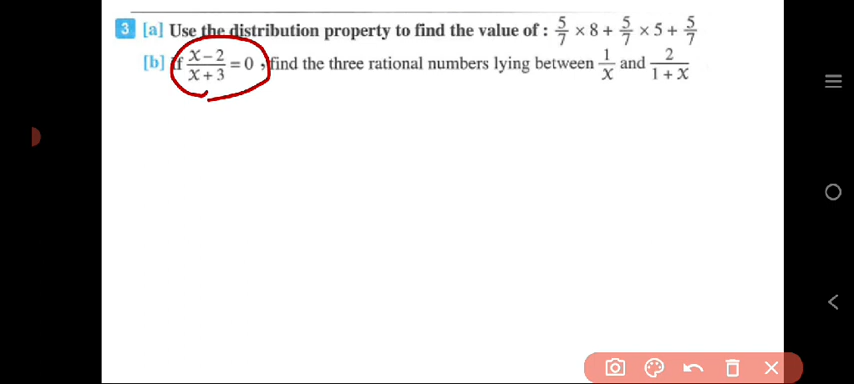 3 [a] Use the distribution property to find the value of : 5/7 × 8 + 5/7 × 5 + 5/7
[b] If x − 2 / x + 3 = 0 , find the three rational numbers lying between 1/x and 2/1 + x